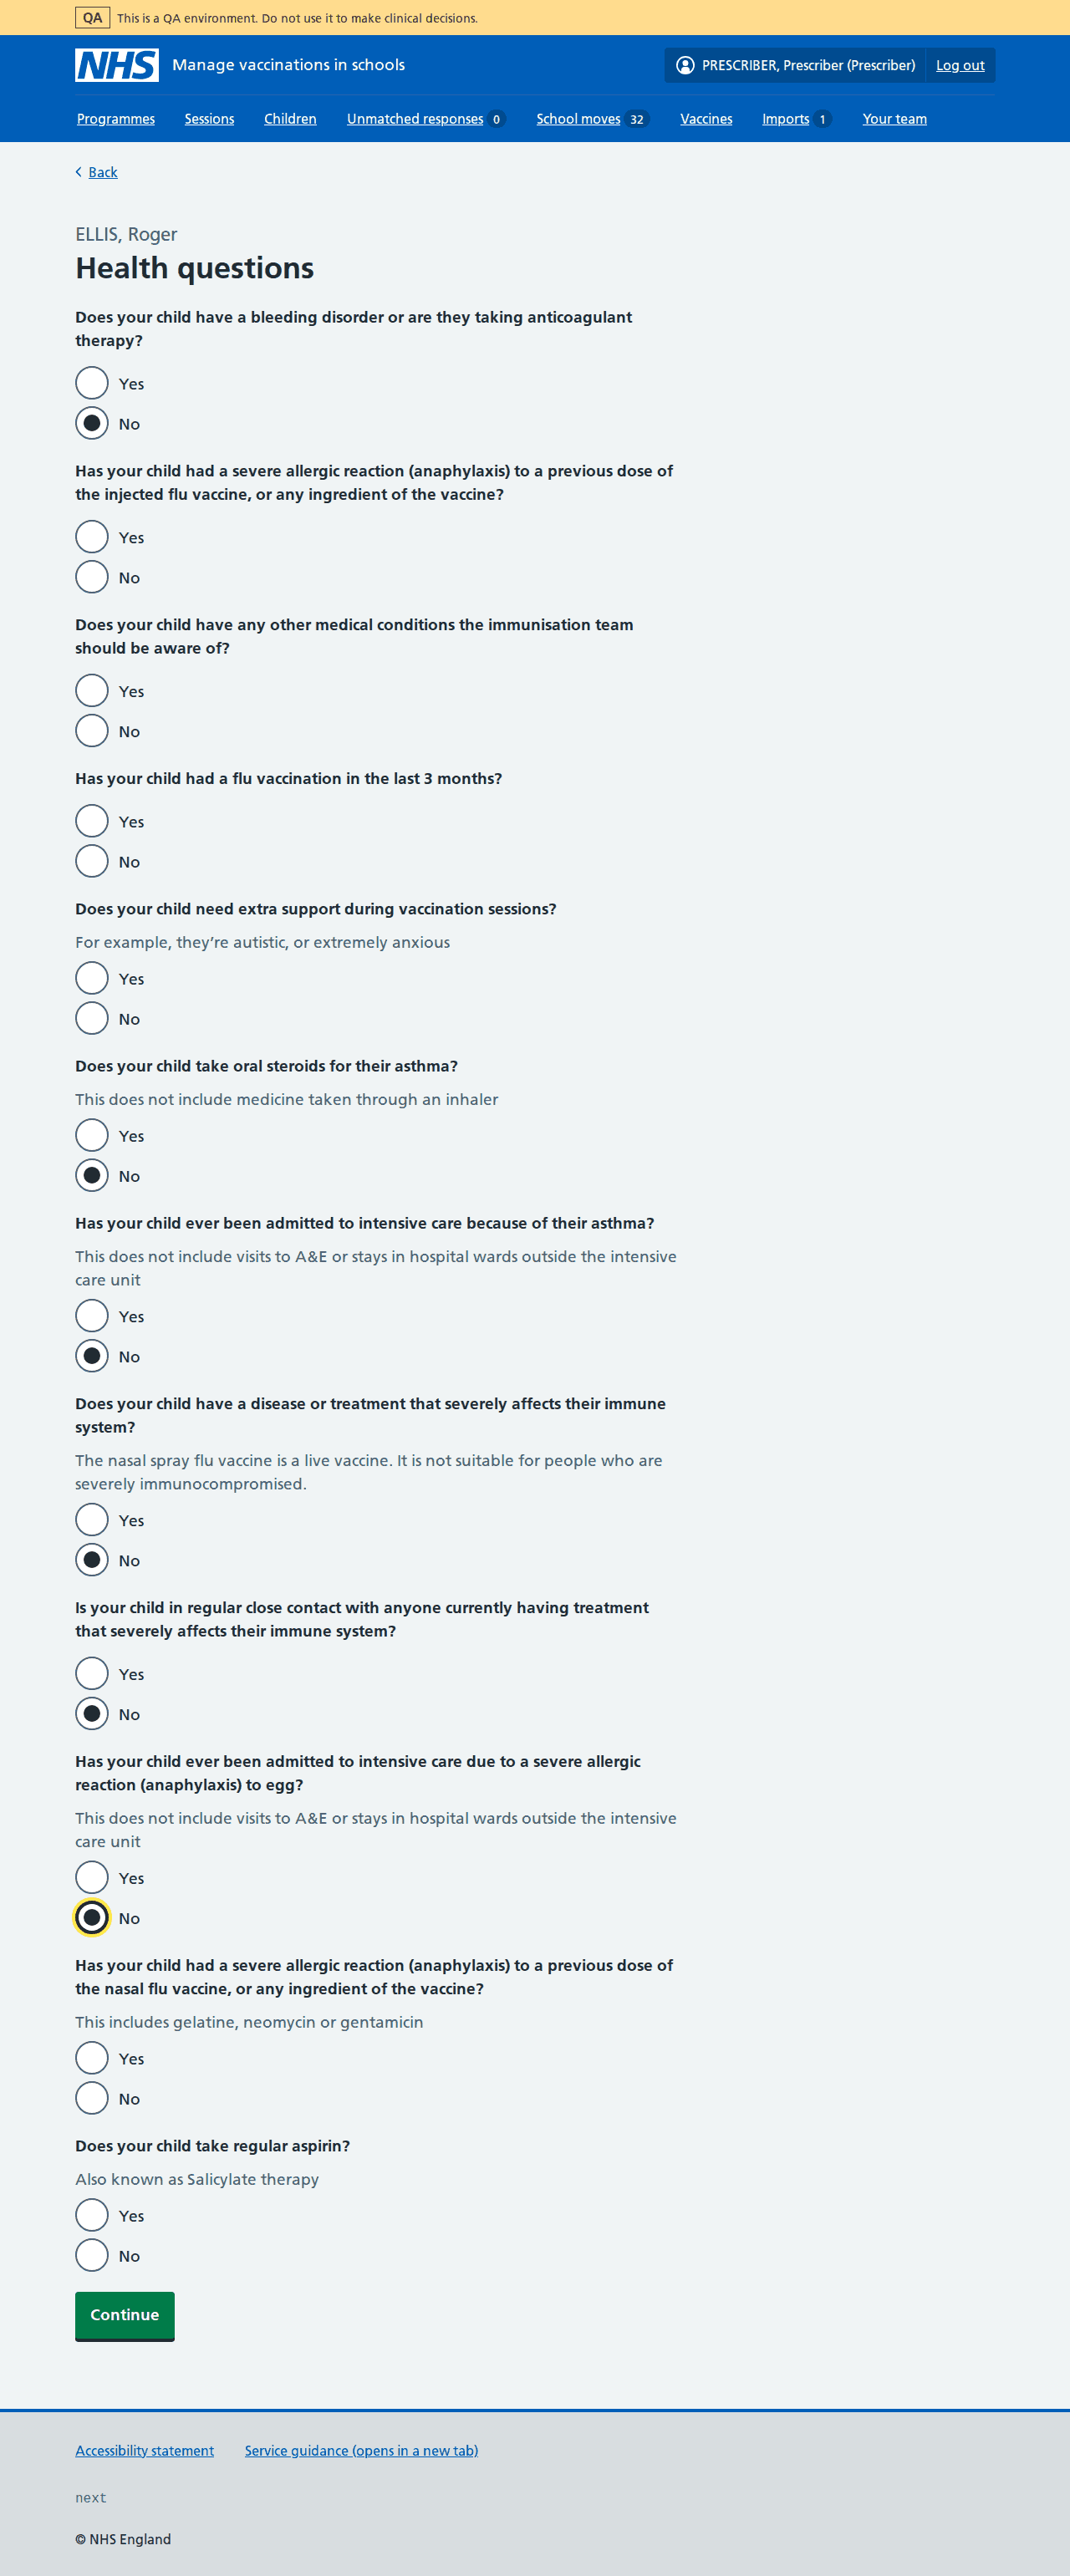 QA This is a QA environment. Do not use it to make clinical decisions.
NHS Manage vaccinations in schools PRESCRIBER, Prescriber (Prescriber) Log out
Programmes Sessions Children Unmatched responses 0 School moves 32 Vaccines Imports 1 Your team
Back
ELLIS, Roger
Health questions
Does your child have a bleeding disorder or are they taking anticoagulant
therapy?
Yes
No
Has your child had a severe allergic reaction (anaphylaxis) to a previous dose of
the injected flu vaccine, or any ingredient of the vaccine?
Yes
No
Does your child have any other medical conditions the immunisation team
should be aware of?
Yes
No
Has your child had a flu vaccination in the last 3 months?
Yes
No
Does your child need extra support during vaccination sessions?
For example, they’re autistic, or extremely anxious
Yes
No
Does your child take oral steroids for their asthma?
This does not include medicine taken through an inhaler
Yes
No
Has your child ever been admitted to intensive care because of their asthma?
This does not include visits to A&E or stays in hospital wards outside the intensive
care unit
Yes
No
Does your child have a disease or treatment that severely affects their immune
system?
The nasal spray flu vaccine is a live vaccine. It is not suitable for people who are
severely immunocompromised.
Yes
No
Is your child in regular close contact with anyone currently having treatment
that severely affects their immune system?
Yes
No
Has your child ever been admitted to intensive care due to a severe allergic
reaction (anaphylaxis) to egg?
This does not include visits to A&E or stays in hospital wards outside the intensive
care unit
Yes
No
Has your child had a severe allergic reaction (anaphylaxis) to a previous dose of
the nasal flu vaccine, or any ingredient of the vaccine?
This includes gelatine, neomycin or gentamicin
Yes
No
Does your child take regular aspirin?
Also known as Salicylate therapy
Yes
No
Continue
Accessibility statement Service guidance (opens in a new tab)
next
© NHS England